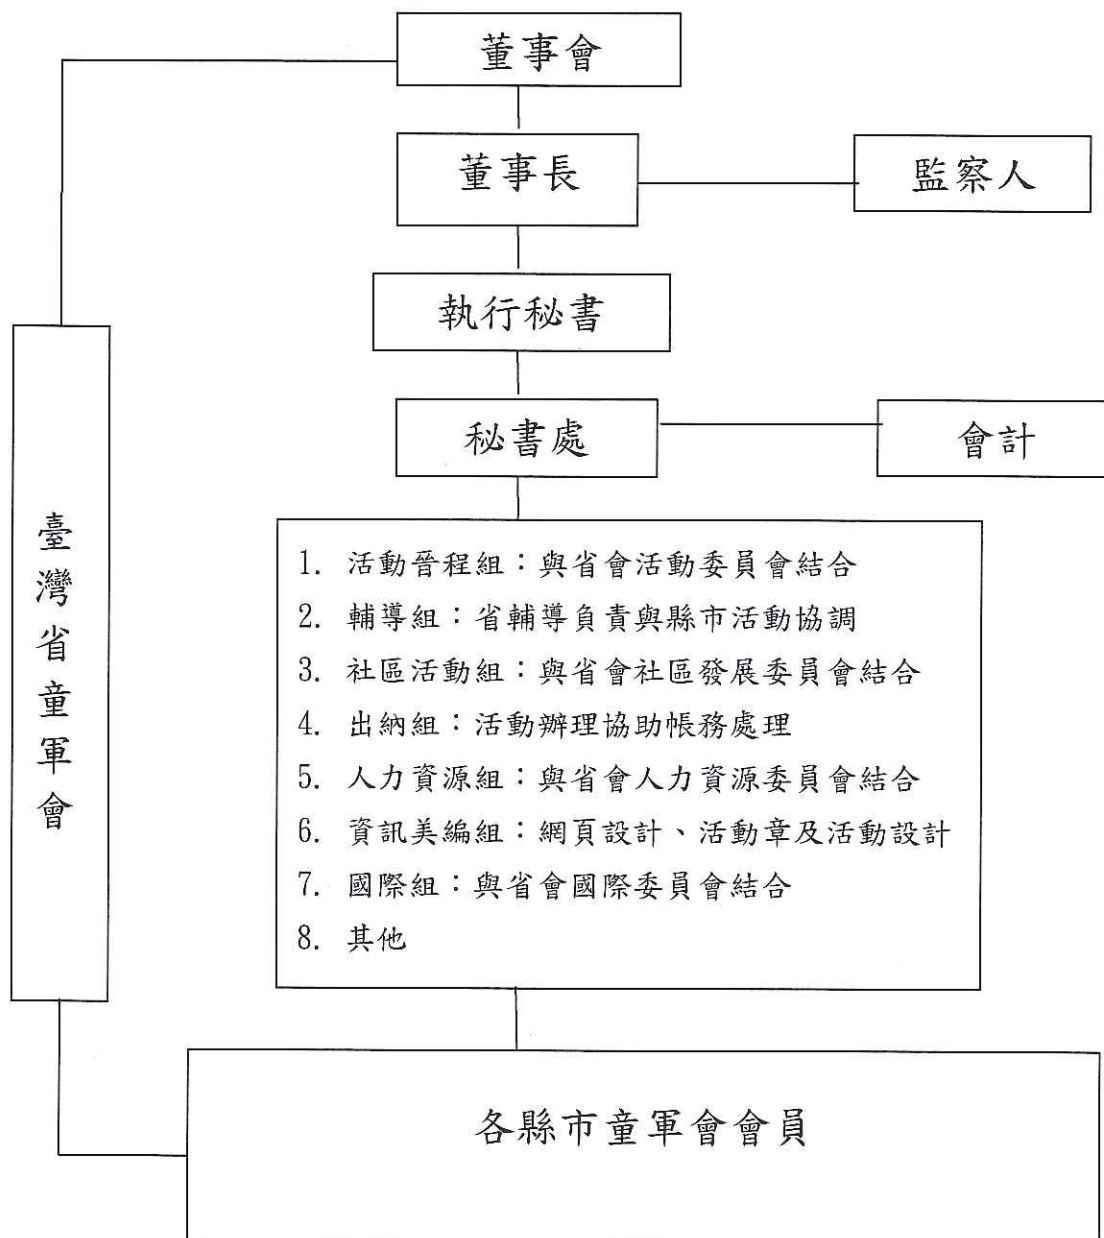 董事會
董事長
監察人
執行秘書
秘書處
會計
臺灣省童軍會
1. 活動晉程組：與省會活動委員會結合
2. 輔導組：省輔導負責與縣市活動協調
3. 社區活動組：與省會社區發展委員會結合
4. 出納組：活動辦理協助帳務處理
5. 人力資源組：與省會人力資源委員會結合
6. 資訊美編組：網頁設計、活動章及活動設計
7. 國際組：與省會國際委員會結合
8. 其他
各縣市童軍會會員